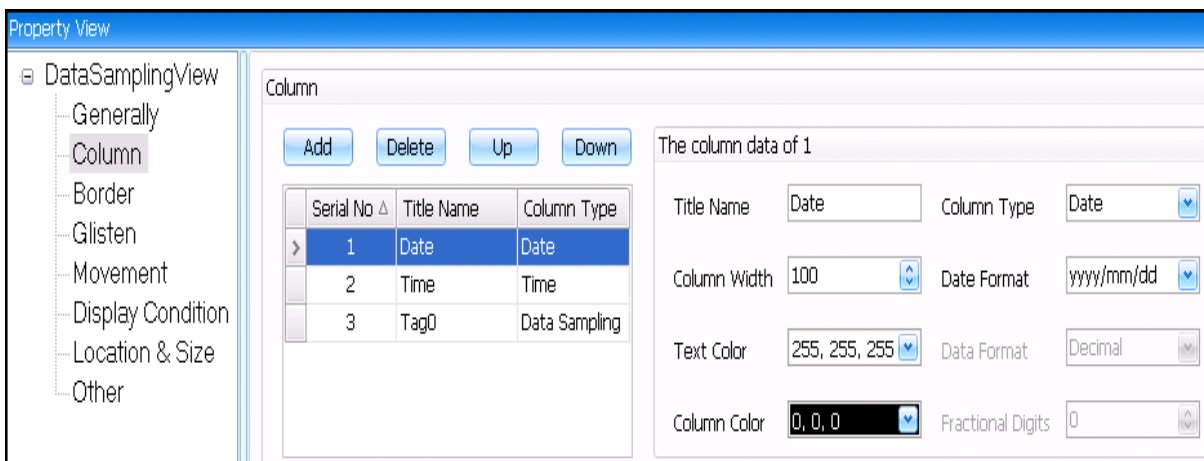 Property View
DataSamplingView
Generally
Column
Border
Glisten
Movement
Display Condition
Location & Size
Other
Column
Add Delete Up Down
Serial No Title Name Column Type
1 Date Date
2 Time Time
3 Tag0 Data Sampling
The column data of 1
Title Name Date Column Type Date
Column Width 100 Date Format yyyy/mm/dd
Text Color 255, 255, 255 Data Format Decimal
Column Color 0, 0, 0 Fractional Digits 0